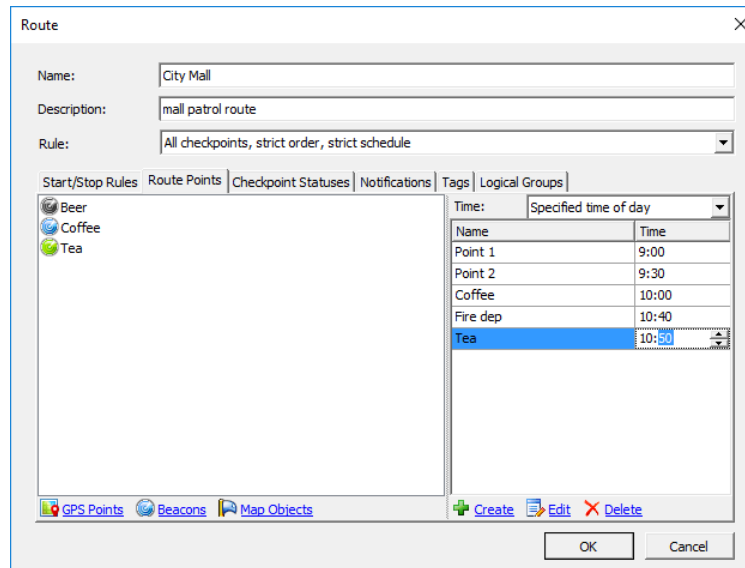 Route
Name: City Mall
Description: mall patrol route
Rule: All checkpoints, strict order, strict schedule
Start/Stop Rules Route Points Checkpoint Statuses Notifications Tags Logical Groups
Beer
Coffee
Tea
Time: Specified time of day
Name Time
Point 1 9:00
Point 2 9:30
Coffee 10:00
Fire dep 10:40
Tea 10:50
GPS Points Beacons Map Objects
Create Edit Delete
OK Cancel